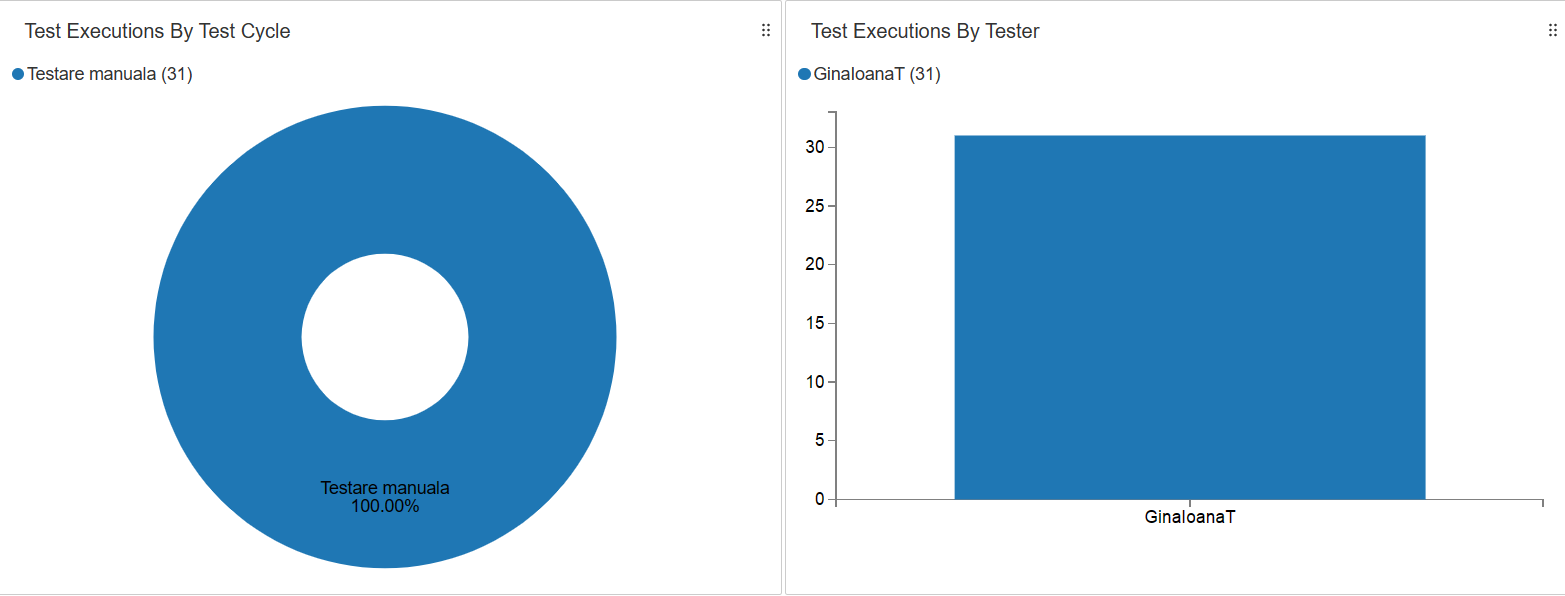 Test Executions By Test Cycle
Testare manuala (31)
Testare manuala
100.00%
Test Executions By Tester
GinaIoanaT (31)
30
25
20
15
10
5
0
GinaIoanaT